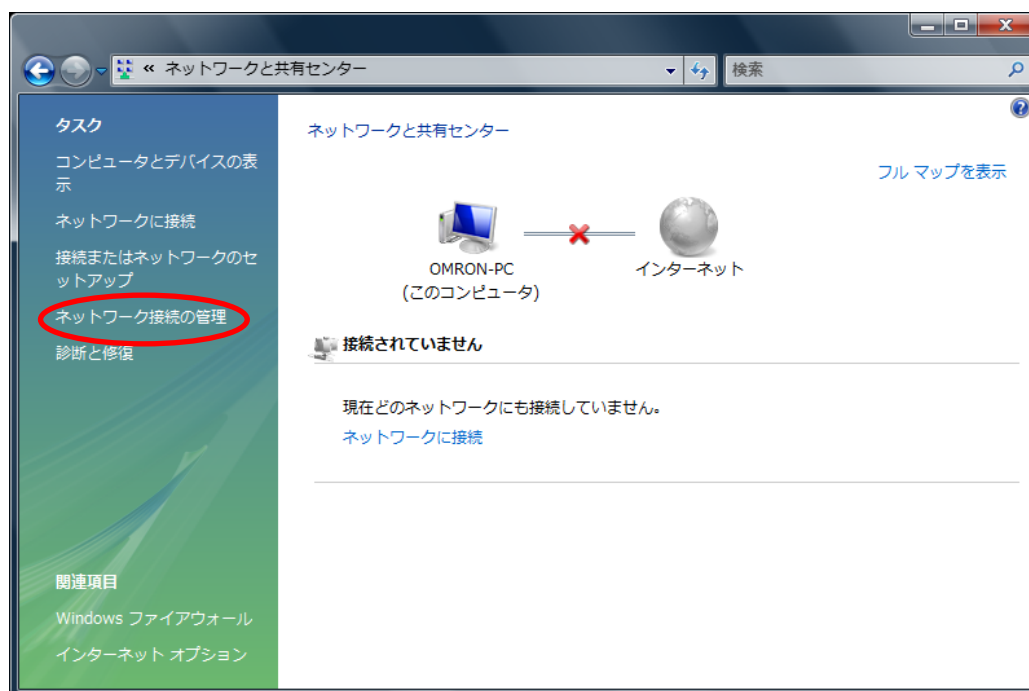 « ネットワークと共有センター
検索
タスク
コンピュータとデバイスの表
示
ネットワークに接続
接続またはネットワークのセ
ットアップ
ネットワーク接続の管理
診断と修復
関連項目
Windows ファイアウォール
インターネット オプション
ネットワークと共有センター
フル マップを表示
OMRON-PC
(このコンピュータ)
インターネット
接続されていません
現在どのネットワークにも接続していません。
ネットワークに接続